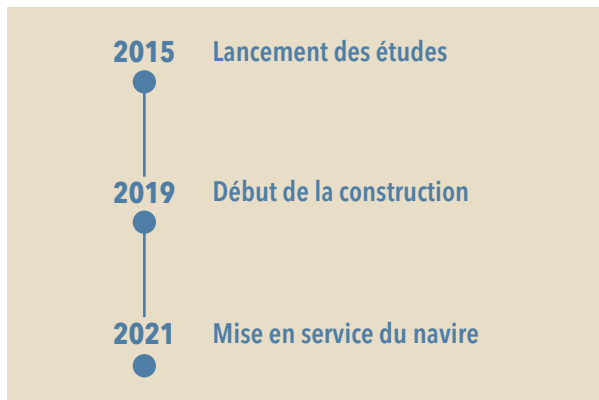 2015 Lancement des études
2019 Début de la construction
2021 Mise en service du navire